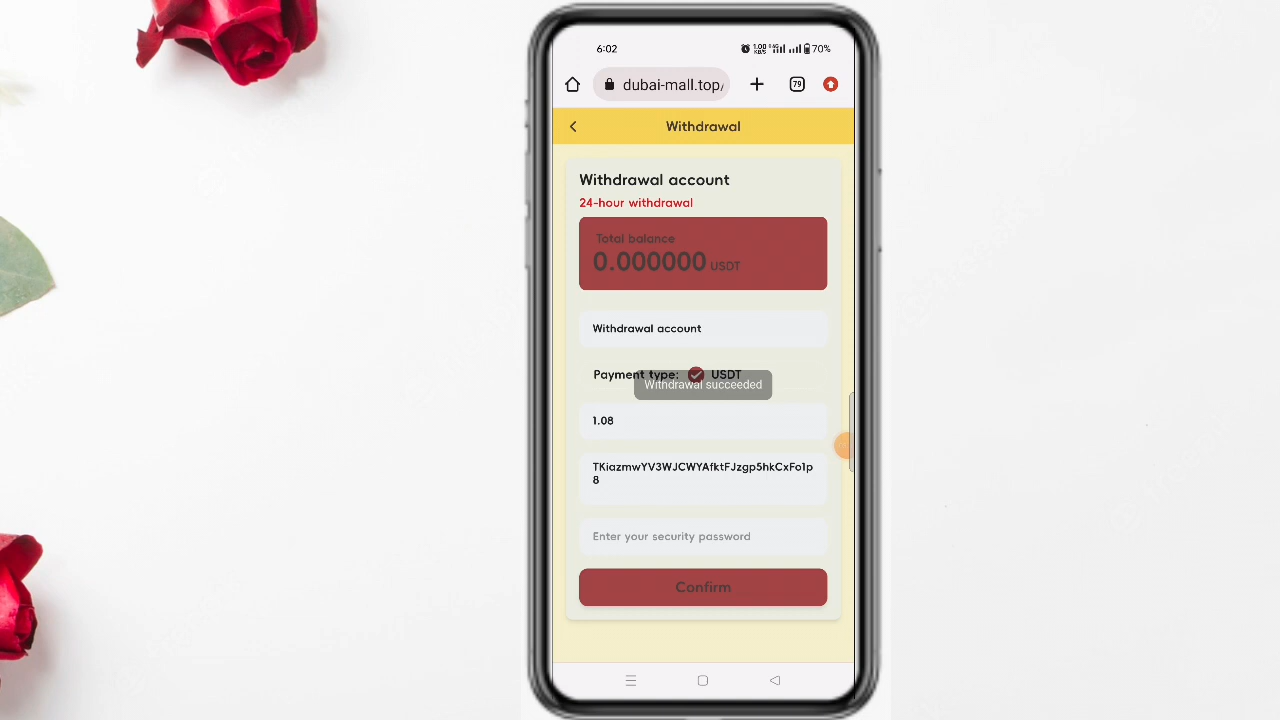 6:02
70%
dubai-mall.top/
79
Withdrawal
Withdrawal account
24-hour withdrawal
Total balance
0.000000 USDT
Withdrawal account
Payment type: USDT
Withdrawal succeeded
1.08
TKiazmwYV3WJCWYAfktFJzgp5hkCxFo1p
8
Enter your security password
Confirm